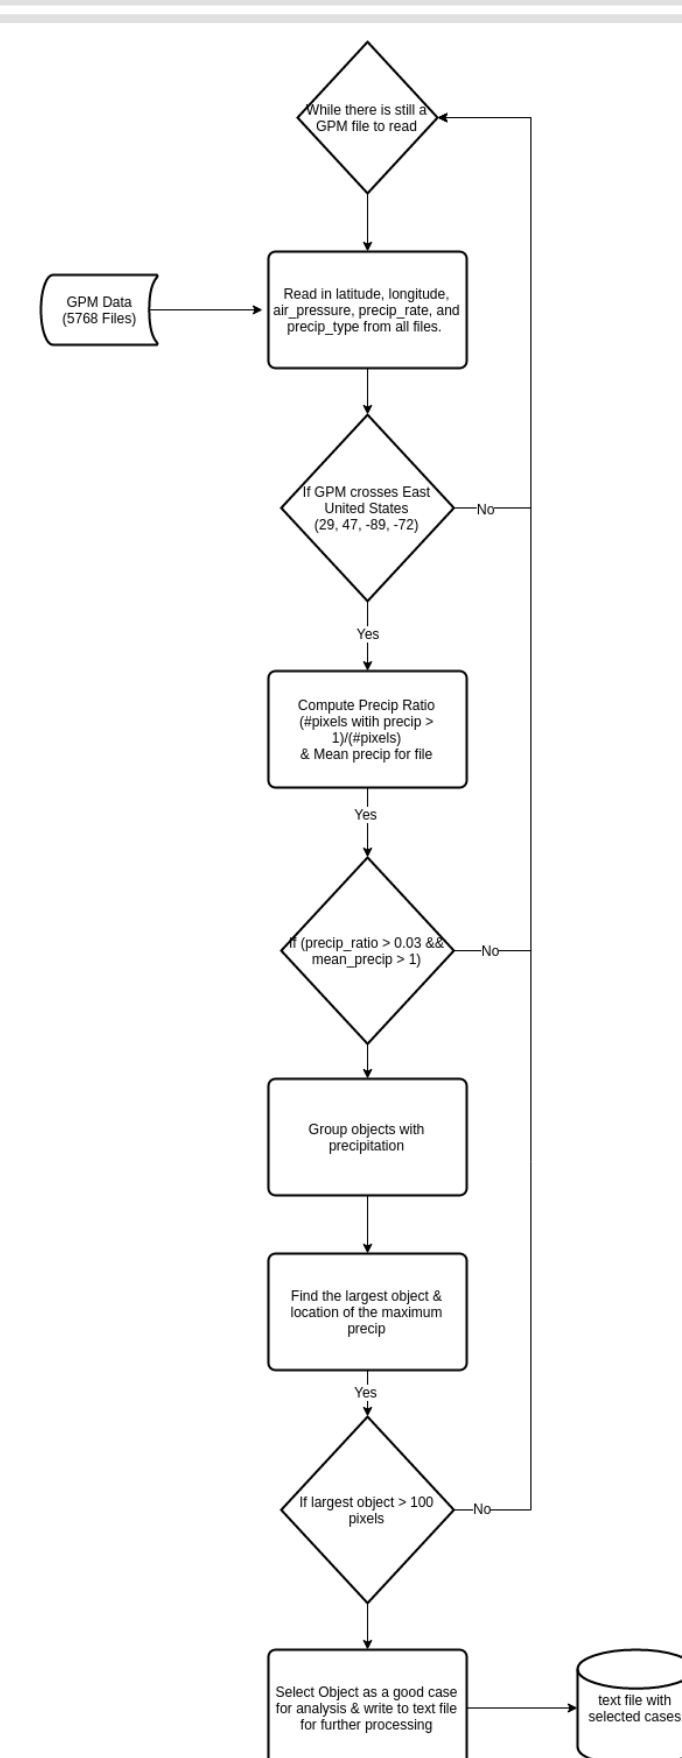 While there is still a
GPM file to read
GPM Data
(5768 Files)
Read in latitude, longitude,
air_pressure, precip_rate, and
precip_type from all files.
If GPM crosses East
United States
(29, 47, -89, -72)
No
Yes
Compute Precip Ratio
(#pixels witih precip >
1)/(#pixels)
& Mean precip for file
Yes
If (precip_ratio > 0.03 &&
mean_precip > 1)
No
Group objects with
precipitation
Find the largest object &
location of the maximum
precip
Yes
If largest object > 100
pixels
No
Select Object as a good case
for analysis & write to text file
for further processing
text file with
selected cases